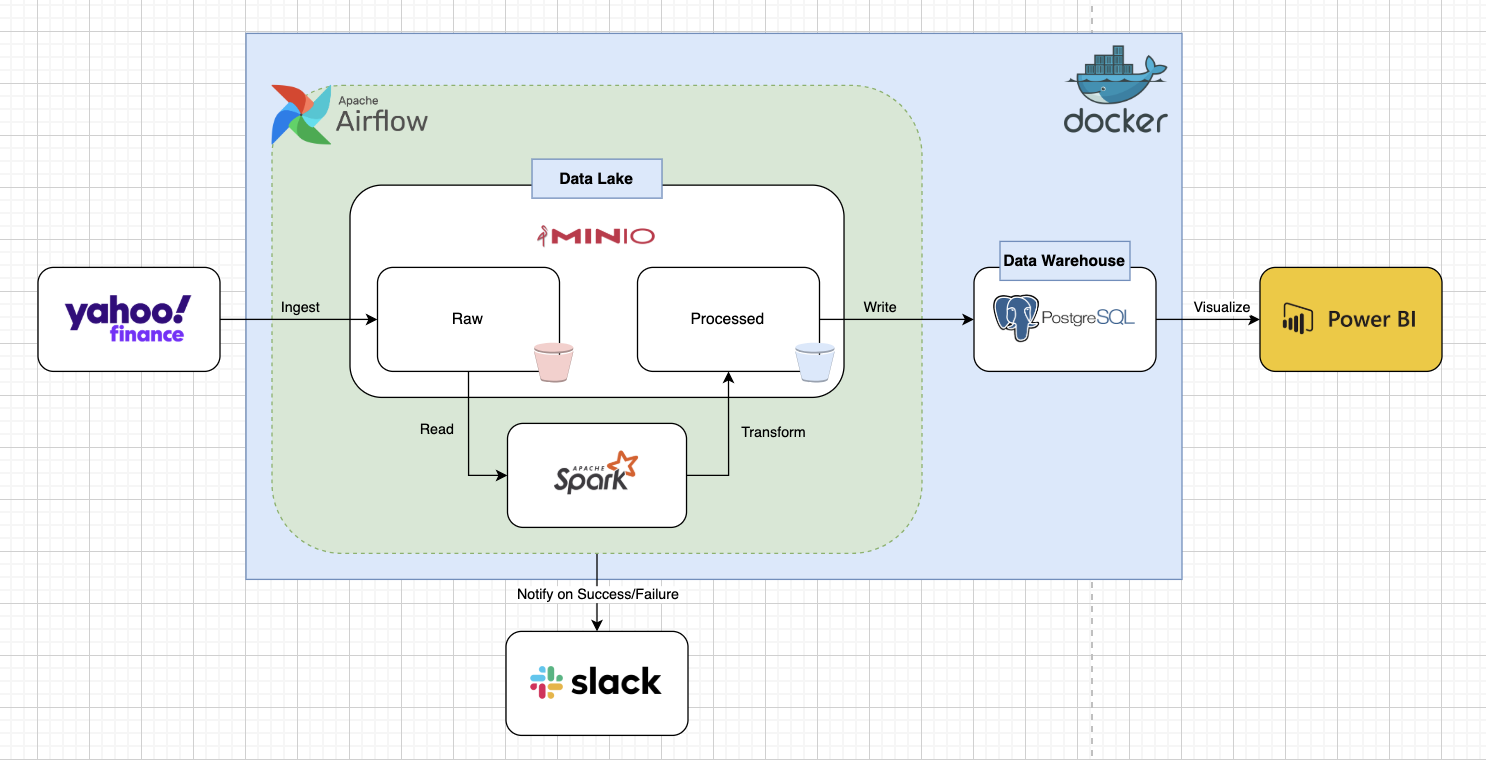 docker
Apache
Airflow
Data Lake
MINIO
Data Warehouse
yahoo!
finance
Ingest
Raw
Processed
Write
PostgreSQL
Visualize
Power BI
Read
Transform
APACHE
Spark
Notify on Success/Failure
slack